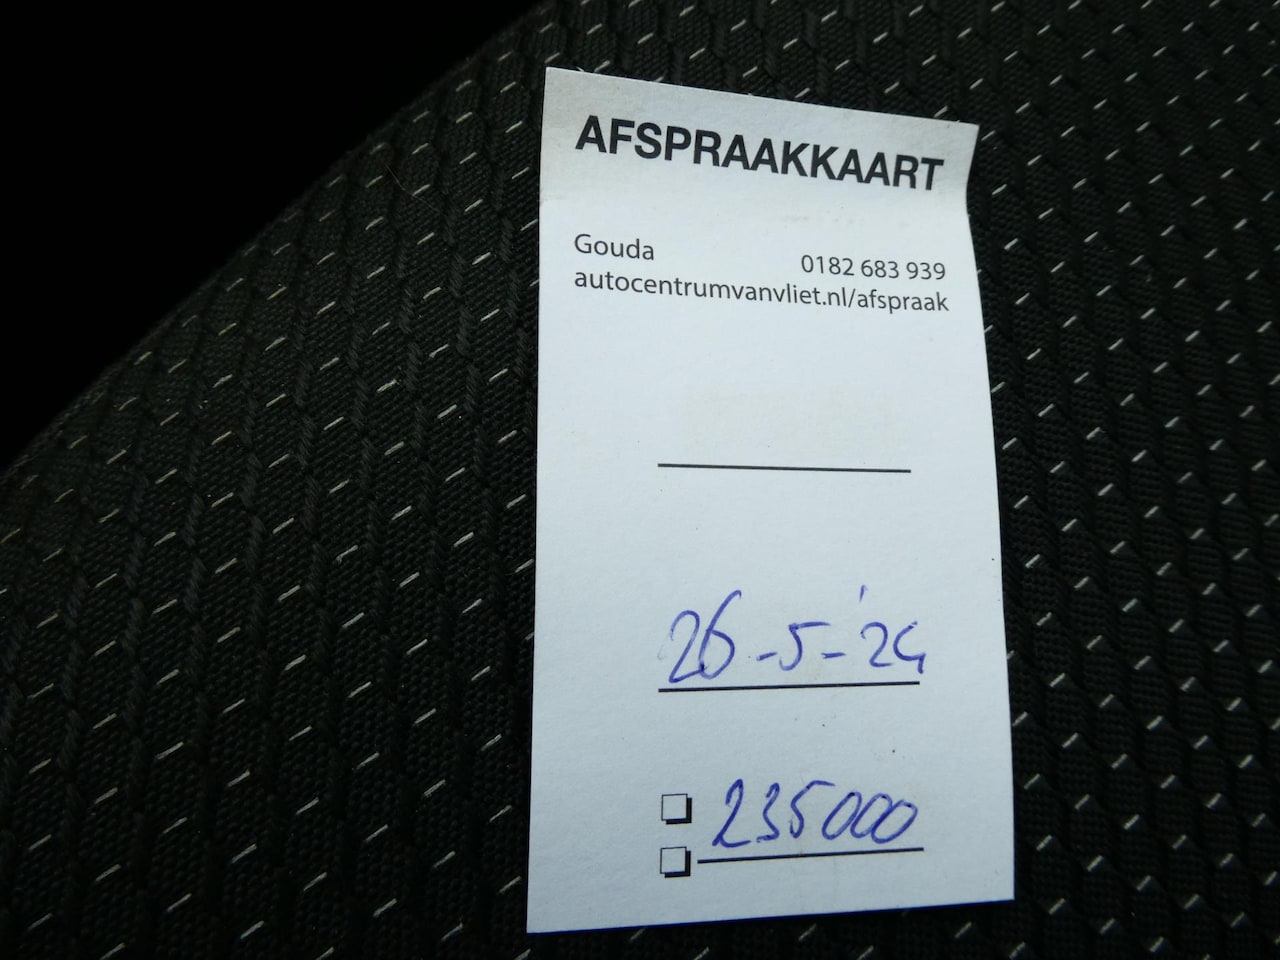 AFSPRAAKKAART
Gouda 0182 683 939
autocentrumvanvliet.nl/afspraak
26-5-'24
235000